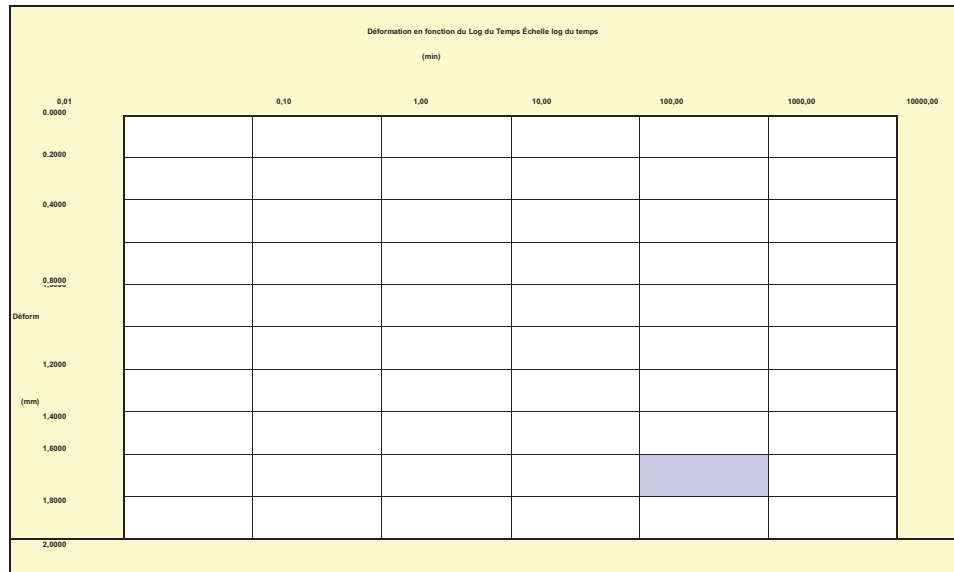 Déformation en fonction du Log du Temps Échelle log du temps
(min)
0,01 0,10 1,00 10,00 100,00 1000,00 10000,00
0.0000
0.2000
0,4000
0,8000
Déform
1,2000
(mm)
1,4000
1,6000
1,8000
2,0000